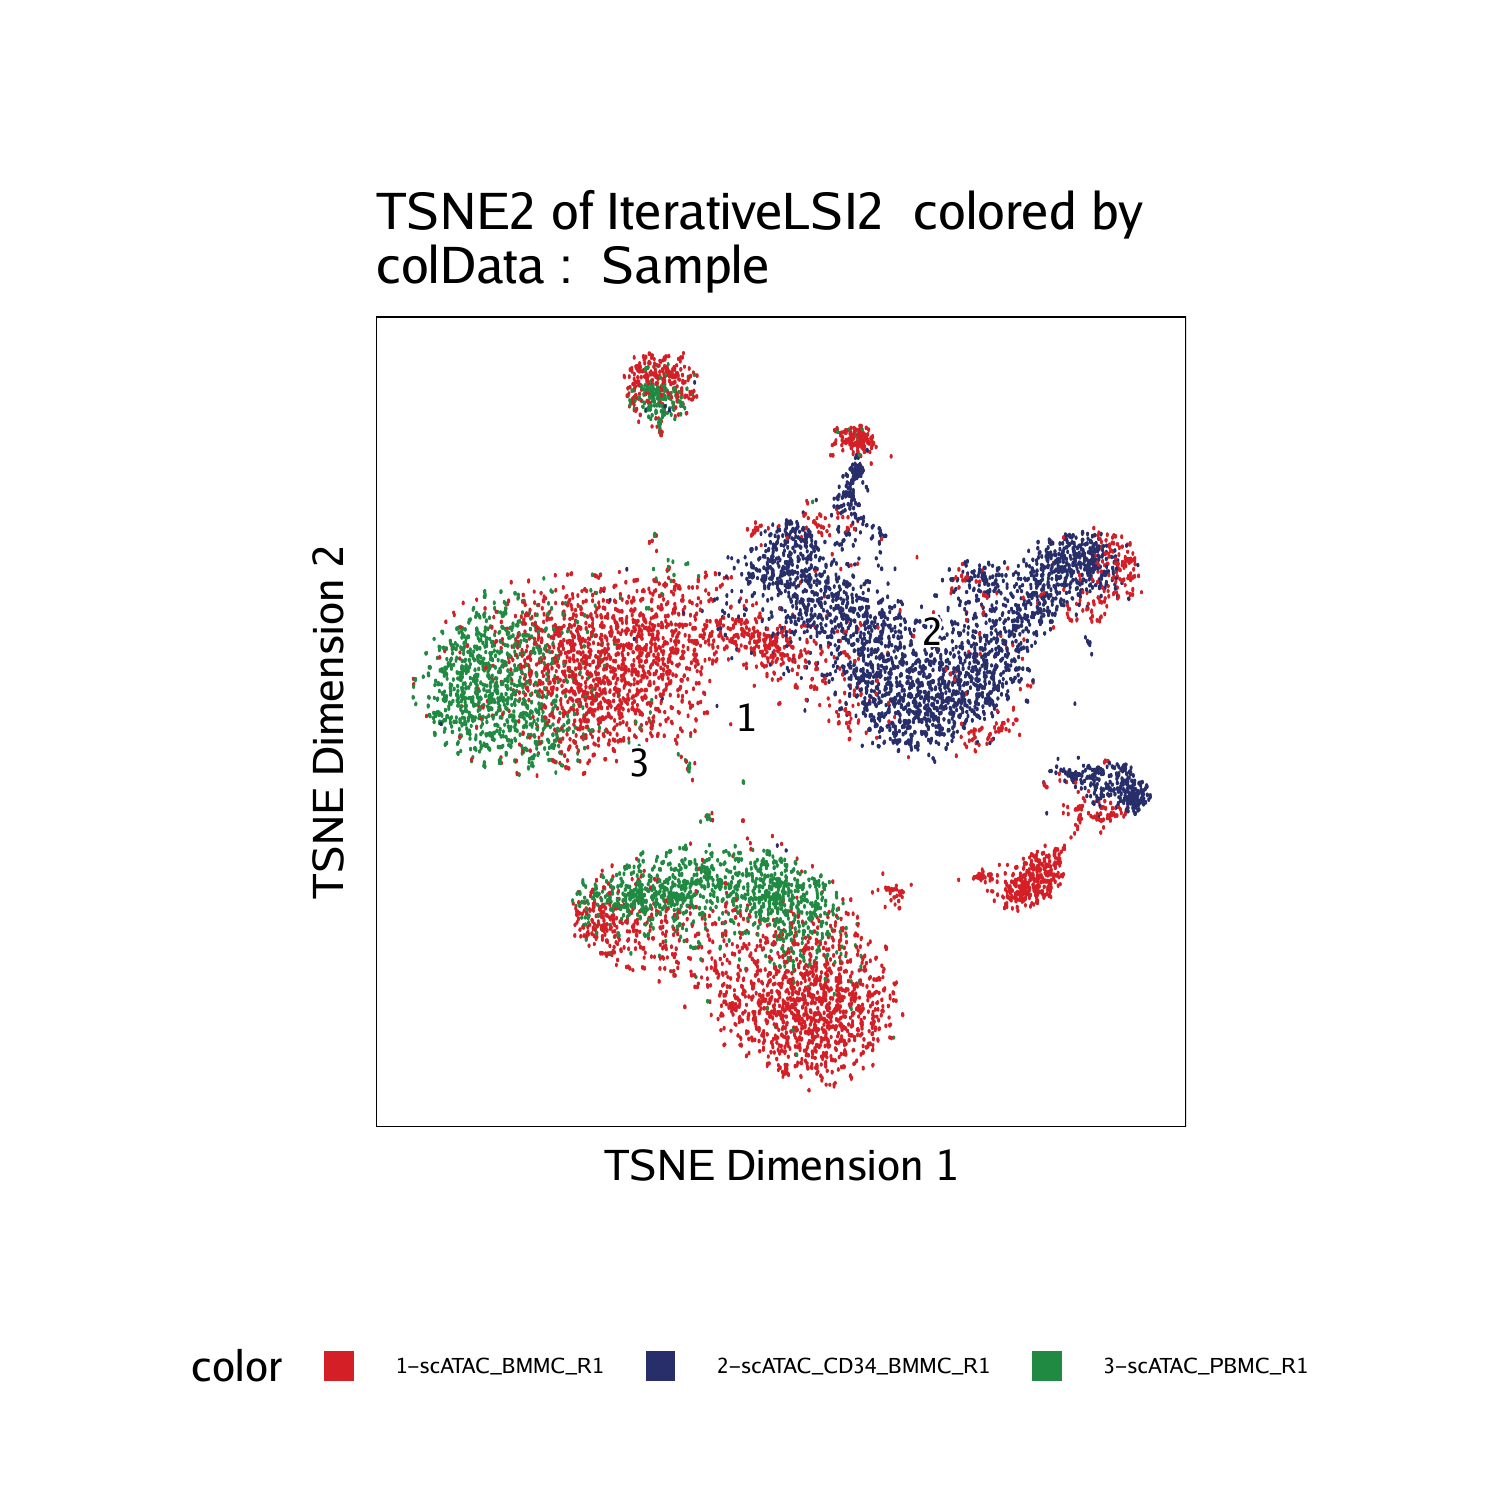 TSNE2 of IterativeLSI2  colored by
colData :  Sample
TSNE Dimension 2
2
1
3
TSNE Dimension 1
color
1-scATAC_BMMC_R1
2-scATAC_CD34_BMMC_R1
3-scATAC_PBMC_R1